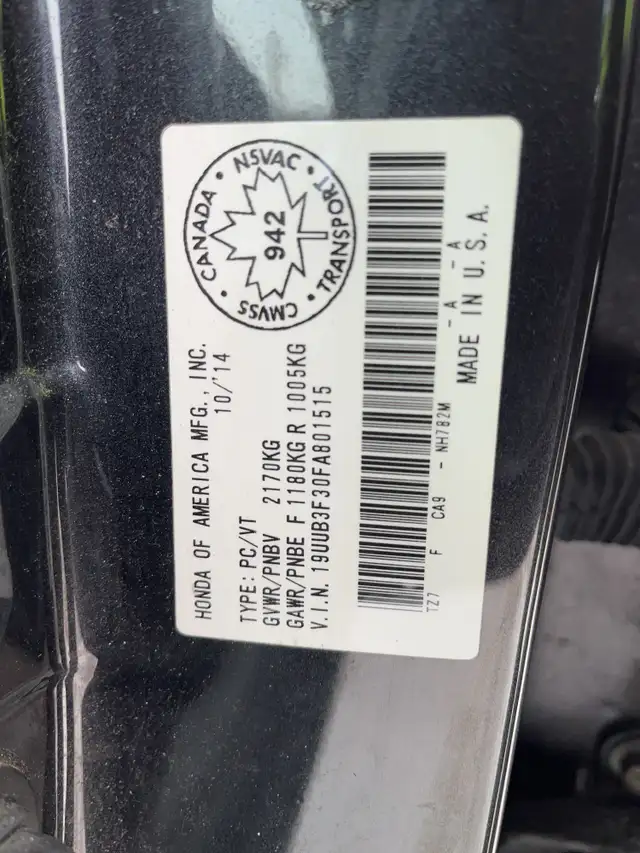 HONDA OF AMERICA MFG., INC.
10/'14
TYPE: PC/VT
GVWR/PNBV 2170KG
GAWR/PNBE F 1180KG R 1005KG
V.I.N. 19UUB3F30FA801515
CANADA • NSVAC • TRANSPORT • CMVSS •
942
TZ7 F CA9 - NH782M - A - A
MADE IN U.S.A.